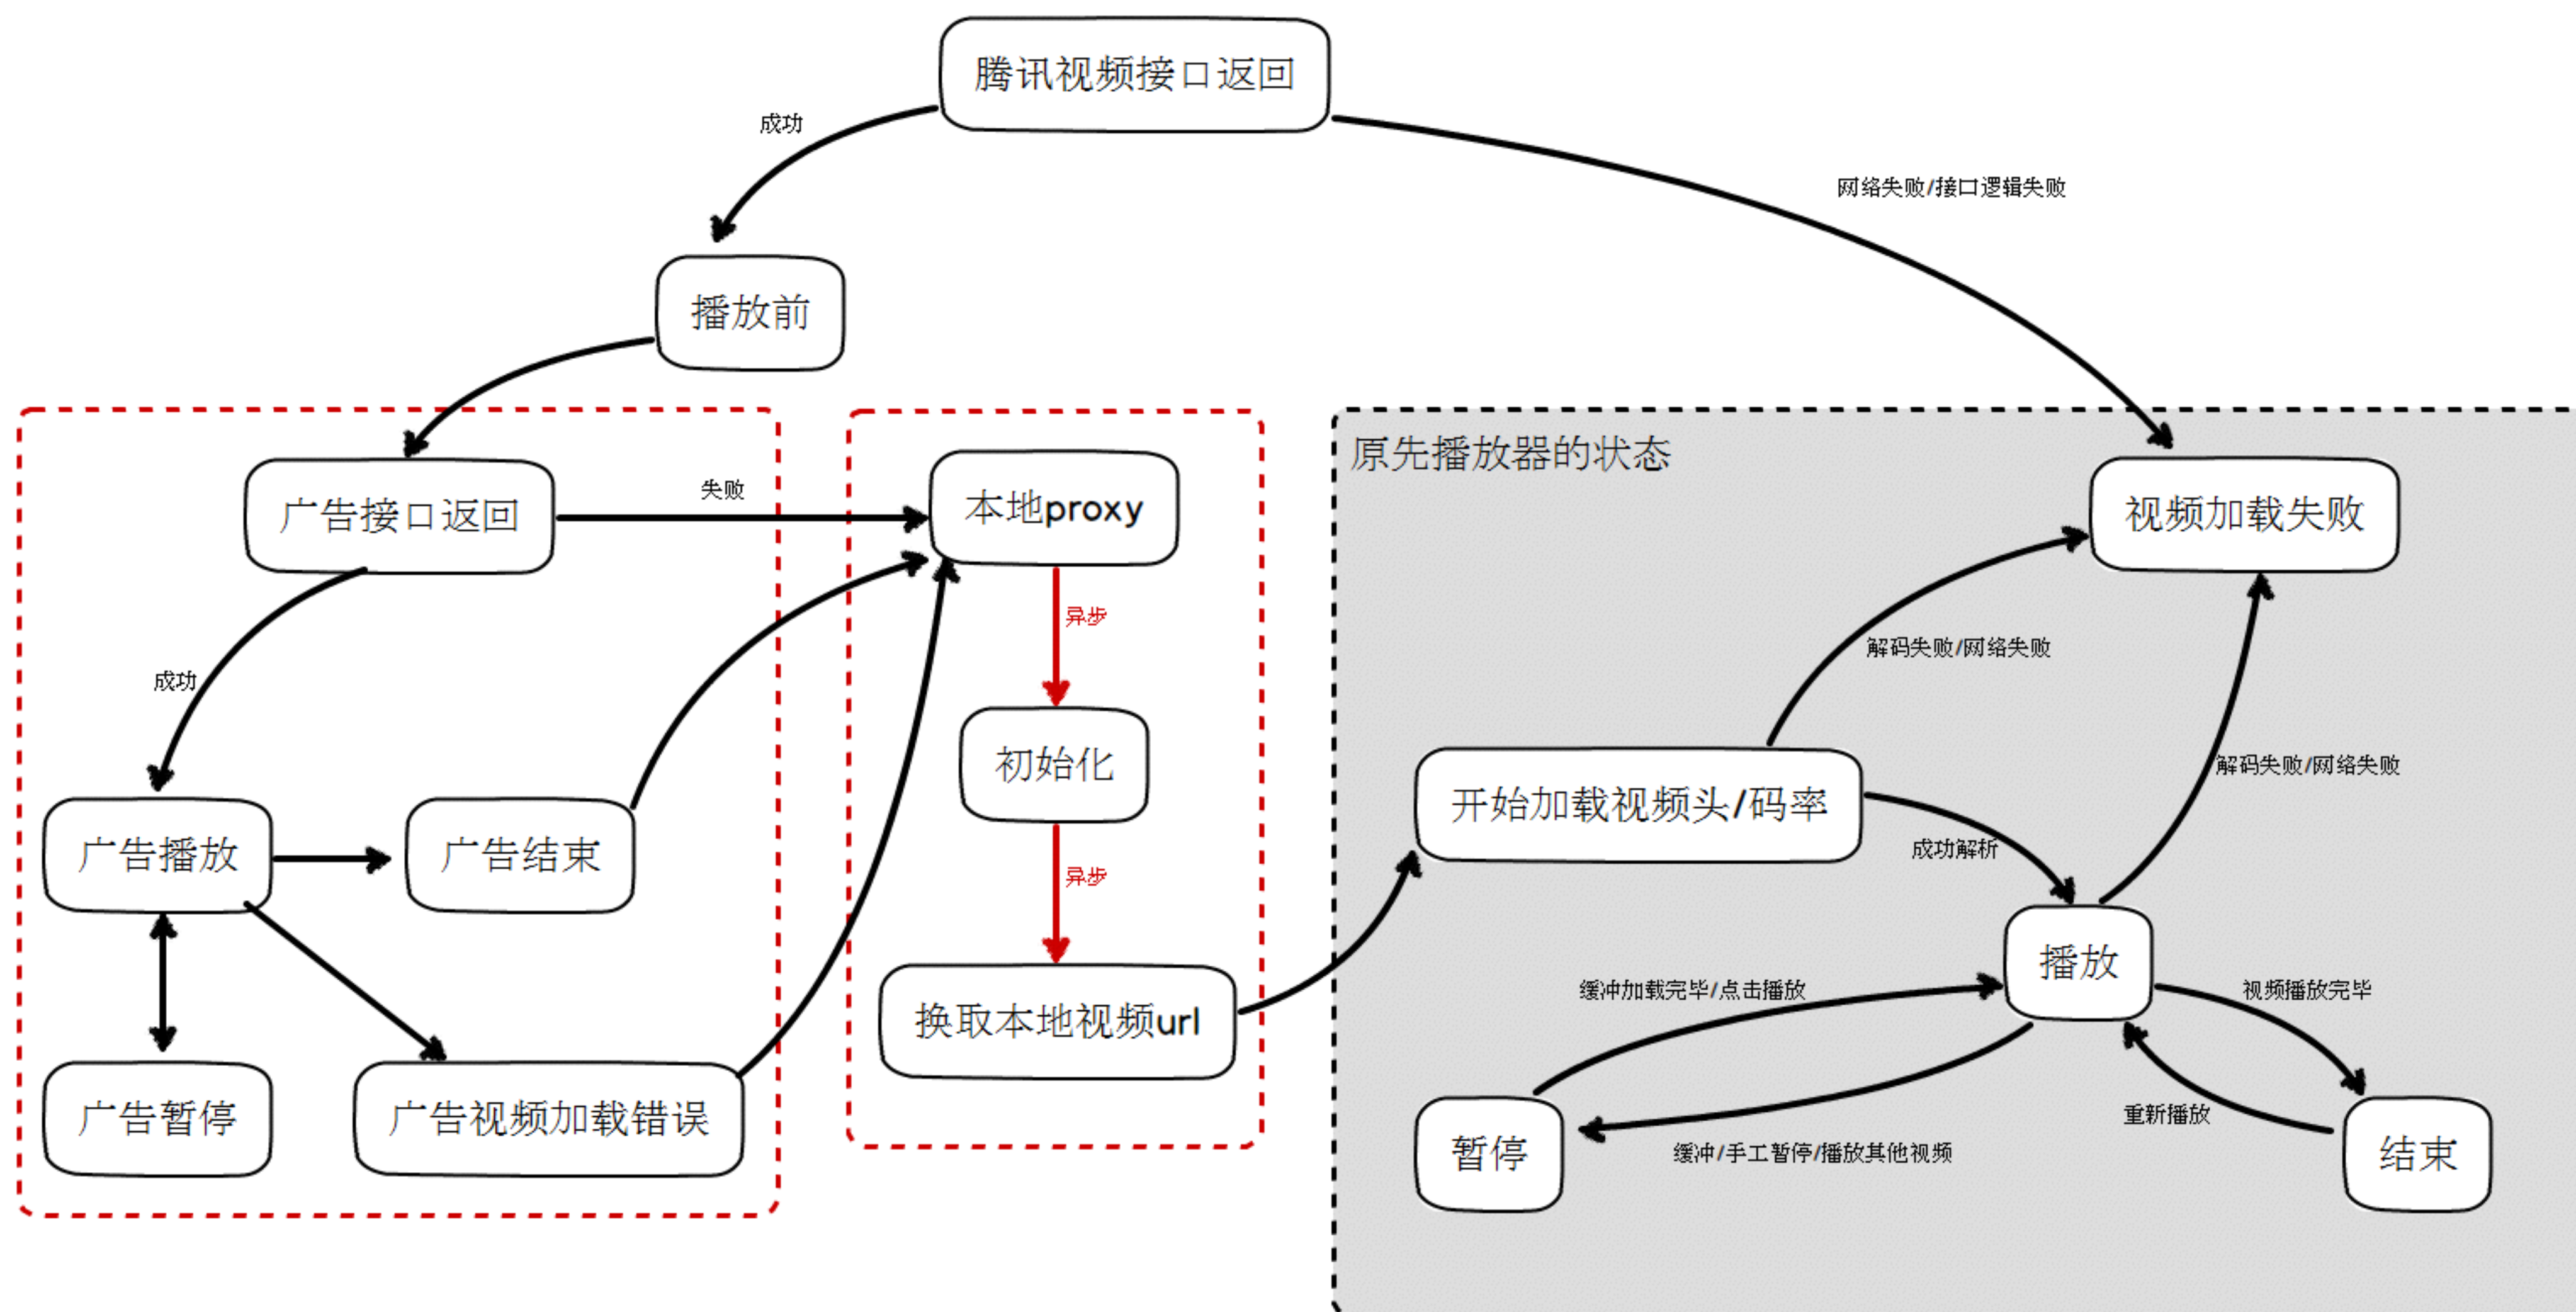 腾讯视频接口返回
成功
网络失败/接口逻辑失败
播放前
广告接口返回
失败
成功
广告播放
广告结束
广告暂停
广告视频加载错误
本地proxy
异步
初始化
异步
换取本地视频url
原先播放器的状态
视频加载失败
解码失败/网络失败
解码失败/网络失败
开始加载视频头/码率
成功解析
播放
缓冲加载完毕/点击播放
视频播放完毕
重新播放
缓冲/手工暂停/播放其他视频
暂停
结束